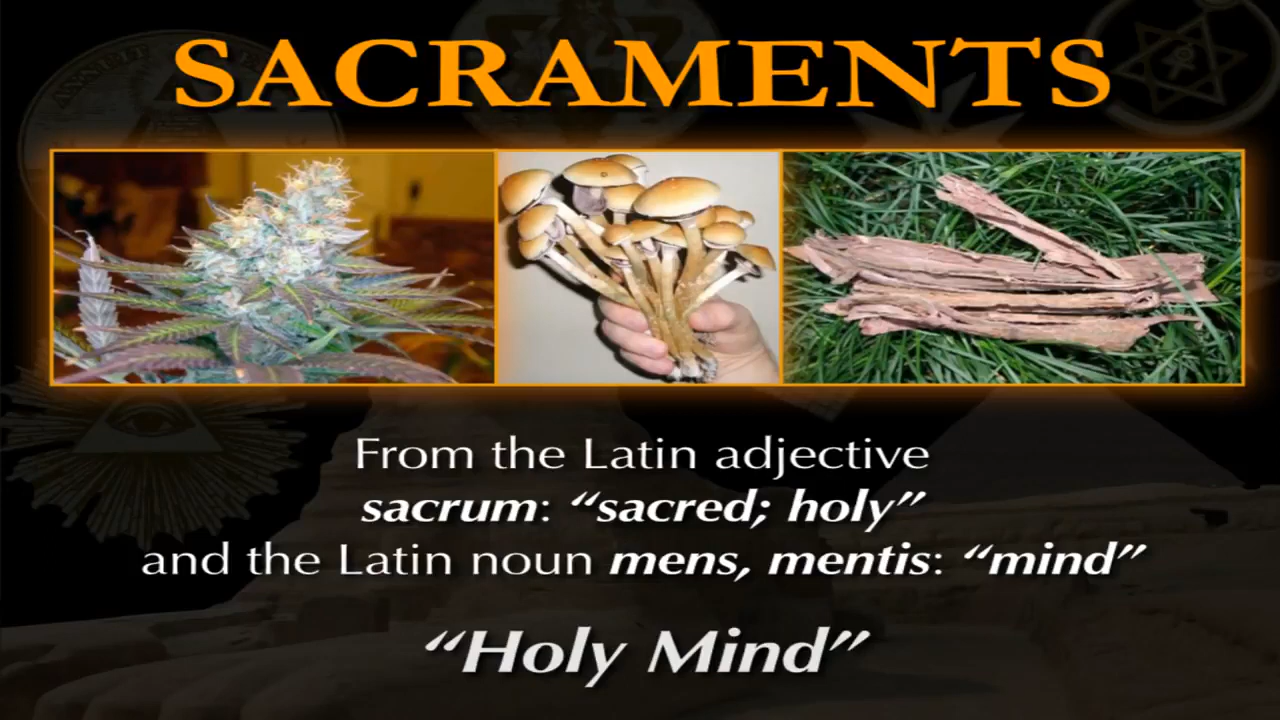 SACRAMENTS
From the Latin adjective
sacrum: “sacred; holy”
and the Latin noun mens, mentis: “mind”
“Holy Mind”